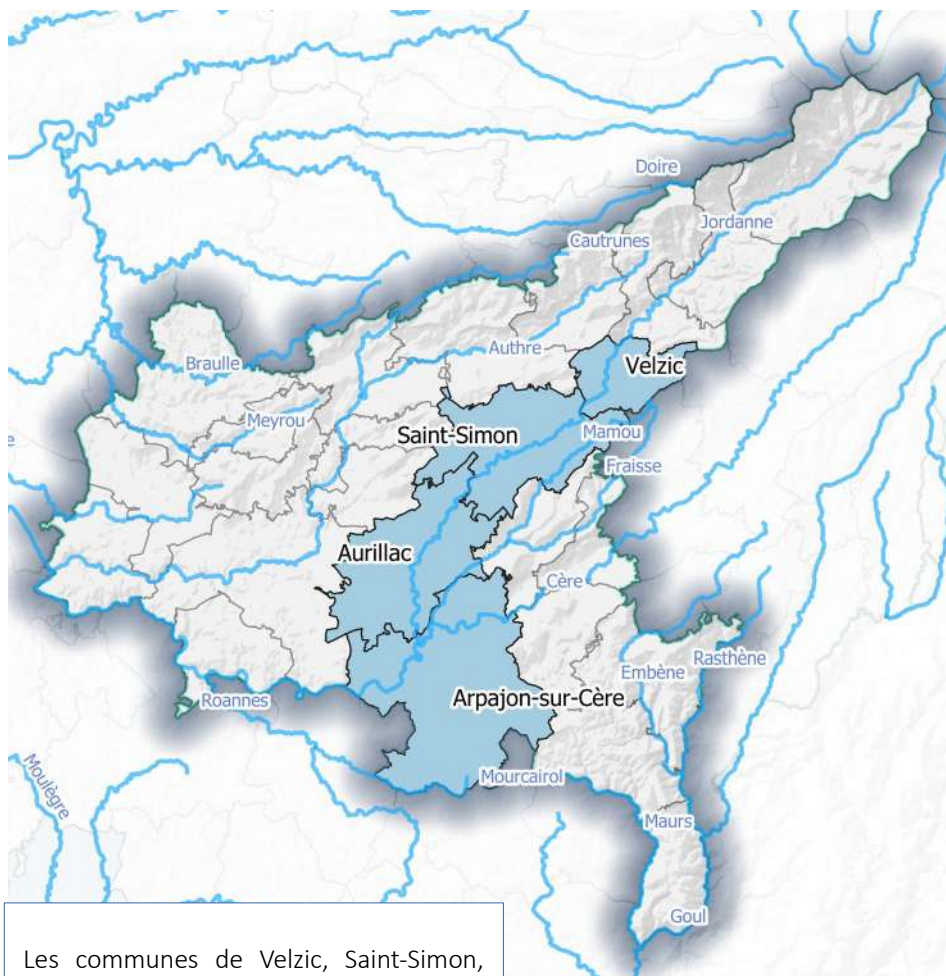 Doire
Jordanne
Cautrunes
Authre
Velzic
Braulle
Meyrou
Saint-Simon
Mamou
e
Fraisse
Aurillac
Cère
Embène
Rasthène
Arpajon-sur-Cère
Roannes
Moulègre
Mourcairol
Maurs
Goul
Les communes de Velzic, Saint-Simon,